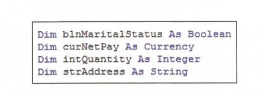 Dim blnMaritalStatus As Boolean
Dim curNetPay As Currency
Dim intQuantity As Integer
Dim strAddress As String